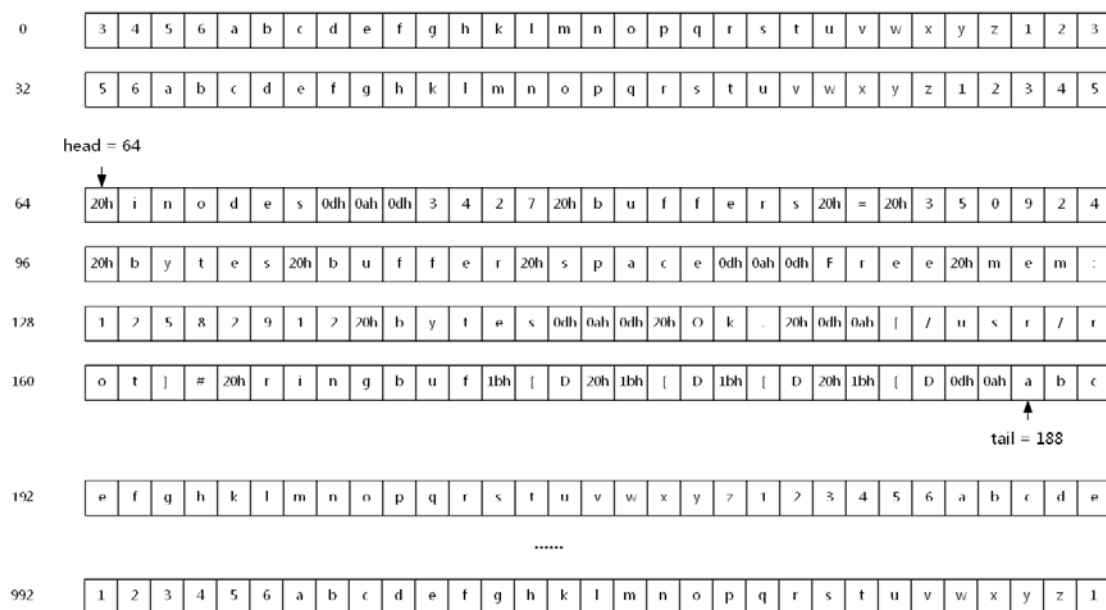 0 3 4 5 6 a b c d e f g h k l m n o p q r s t u v w x y z 1 2 3
32 5 6 a b c d e f g h k l m n o p q r s t u v w x y z 1 2 3 4 5
head = 64
64 20h i n o d e s 0dh 0ah 0dh 3 4 2 7 20h b u f f e r s 20h = 20h 3 5 0 9 2 4
96 20h b y t e s 20h b u f f e r 20h s p a c e 0dh 0ah 0dh F r e e 20h m e m :
128 1 2 5 8 2 9 1 2 20h b y t e s 0dh 0ah 0dh 20h O k . 20h 0dh 0ah [ / u s r / r
160 o t ] # 20h r i n g b u f 1bh [ D 20h 1bh [ D 1bh [ D 20h 1bh [ D 0dh 0ah a b c
tail = 188
192 e f g h k l m n o p q r s t u v w x y z 1 2 3 4 5 6 a b c d e
......
992 1 2 3 4 5 6 a b c d e f g h k l m n o p q r s t u v w x y z 1